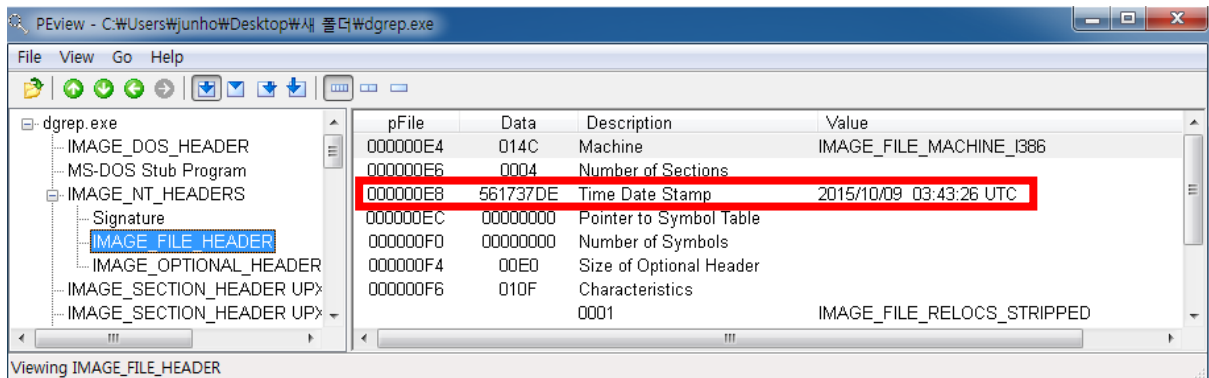 PEview - C:₩Users₩junho₩Desktop₩새 폴더₩dgrep.exe
File View Go Help
dgrep.exe
IMAGE_DOS_HEADER
MS-DOS Stub Program
IMAGE_NT_HEADERS
Signature
IMAGE_FILE_HEADER
IMAGE_OPTIONAL_HEADER
IMAGE_SECTION_HEADER UPX
IMAGE_SECTION_HEADER UPX
pFile Data Description Value
000000E4 014C Machine IMAGE_FILE_MACHINE_I386
000000E6 0004 Number of Sections
000000E8 561737DE Time Date Stamp 2015/10/09 03:43:26 UTC
000000EC 00000000 Pointer to Symbol Table
000000F0 00000000 Number of Symbols
000000F4 00E0 Size of Optional Header
000000F6 010F Characteristics
0001 IMAGE_FILE_RELOCS_STRIPPED
Viewing IMAGE_FILE_HEADER